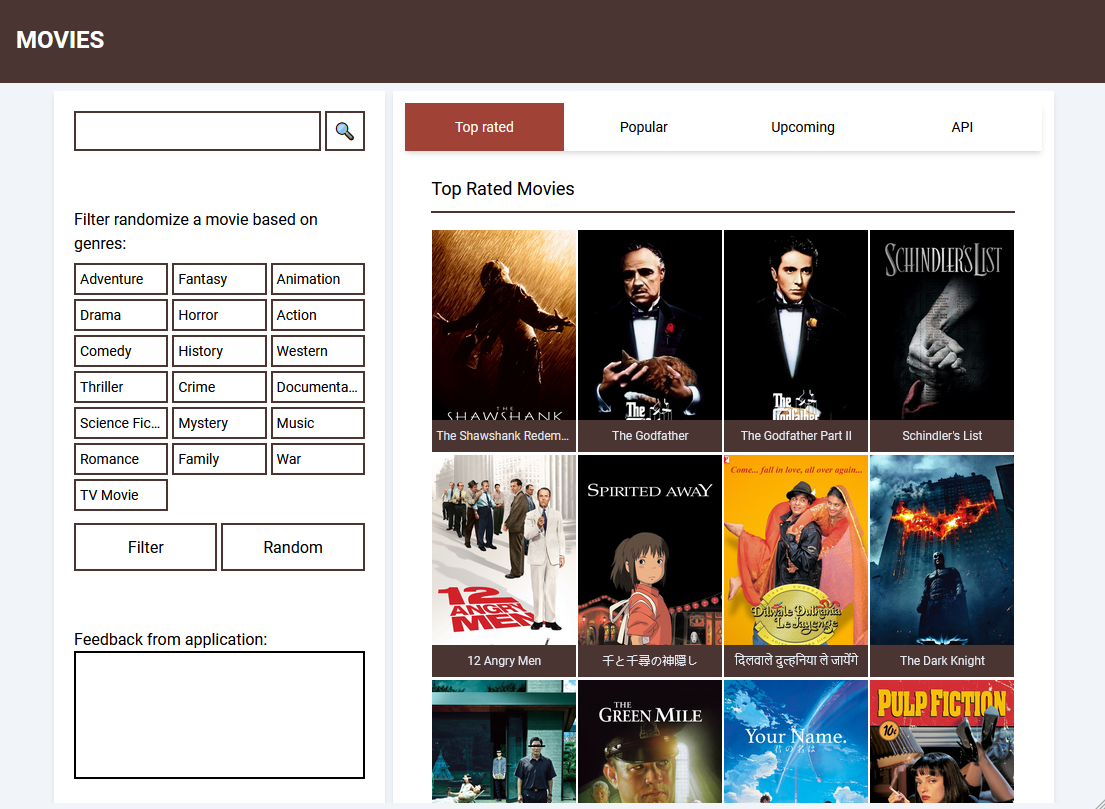 MOVIES
🔍
Filter randomize a movie based on
genres:
Adventure
Fantasy
Animation
Drama
Horror
Action
Comedy
History
Western
Thriller
Crime
Documenta...
Science Fic...
Mystery
Music
Romance
Family
War
TV Movie
Filter
Random
Feedback from application:
Top rated
Popular
Upcoming
API
Top Rated Movies
THE
SHAWSHANK
The Godfather
The Godfather
SCHINDLER'S LIST
The Shawshank Redem...
The Godfather
The Godfather Part II
Schindler's List
12
ANGRY
MEN
SPIRITED AWAY
Come... fall in love, all over again...
Dilwale Dulhania
Le Jayenge
12 Angry Men
千と千尋の神隠し
दिलवाले दुल्हनिया ले जायेंगे
The Dark Knight
THE
GREEN MILE
Your Name.
君の名は
PULP FICTION
10¢